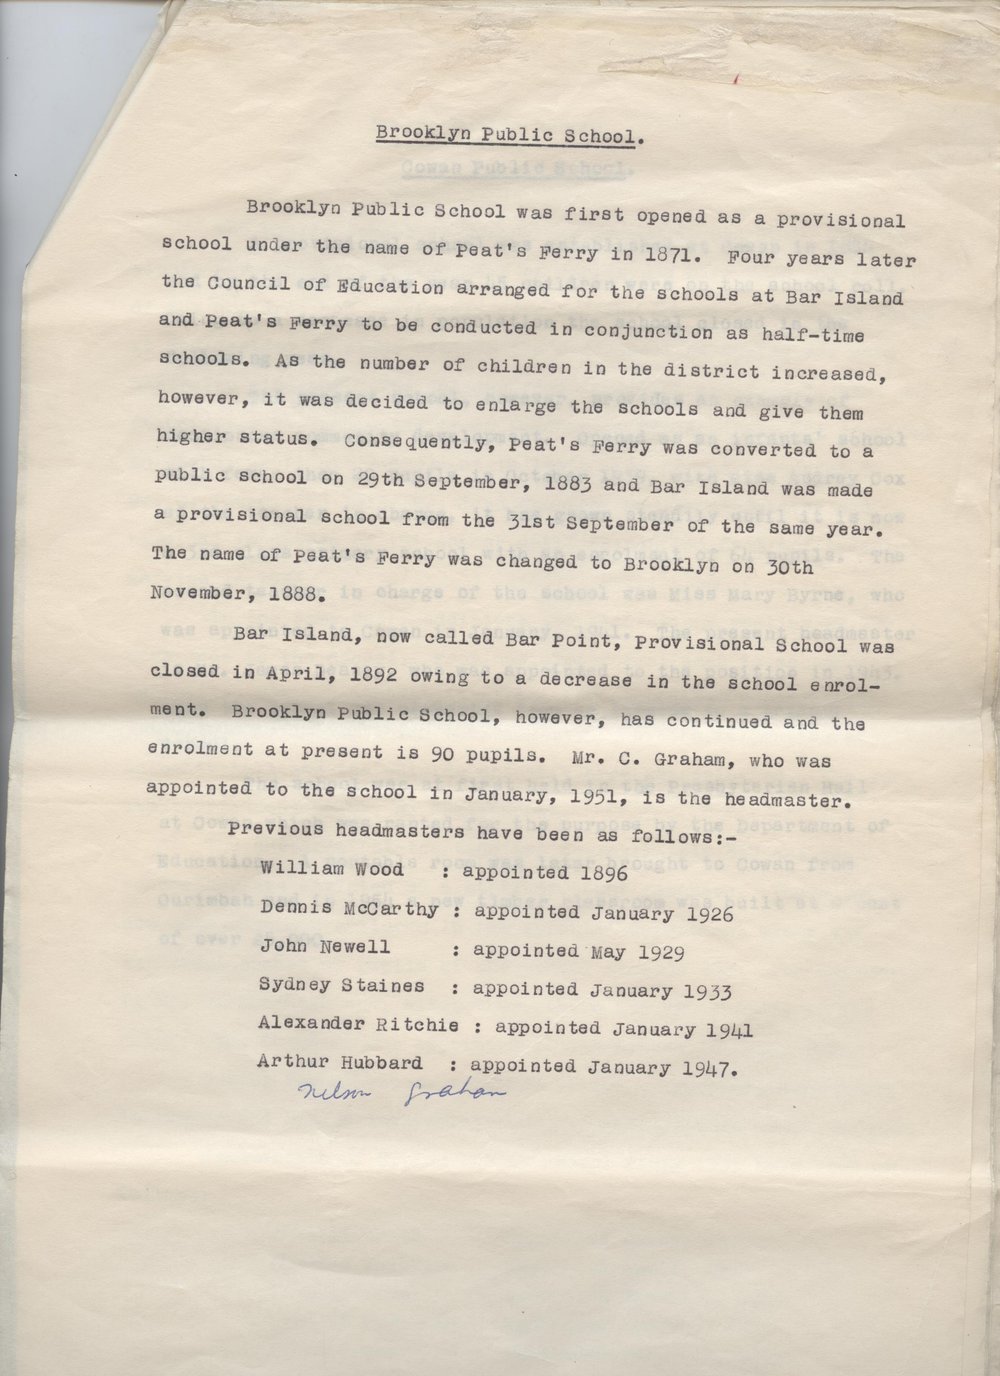 Brooklyn Public School.
Cowan Public School.
Brooklyn Public School was first opened as a provisional
school under the name of Peat's Ferry in 1871. Four years later
the Council of Education arranged for the schools at Bar Island
and Peat's Ferry to be conducted in conjunction as half-time
schools. As the number of children in the district increased,
however, it was decided to enlarge the schools and give them
higher status. Consequently, Peat's Ferry was converted to a
public school on 29th September, 1883 and Bar Island was made
a provisional school from the 31st September of the same year.
The name of Peat's Ferry was changed to Brooklyn on 30th
November, 1888.
Bar Island, now called Bar Point, Provisional School was
closed in April, 1892 owing to a decrease in the school enrol-
ment. Brooklyn Public School, however, has continued and the
enrolment at present is 90 pupils. Mr. C. Graham, who was
appointed to the school in January, 1951, is the headmaster.
Previous headmasters have been as follows:-
William Wood : appointed 1896
Dennis McCarthy : appointed January 1926
John Newell : appointed May 1929
Sydney Staines : appointed January 1933
Alexander Ritchie : appointed January 1941
Arthur Hubbard : appointed January 1947.
Nelson Graham